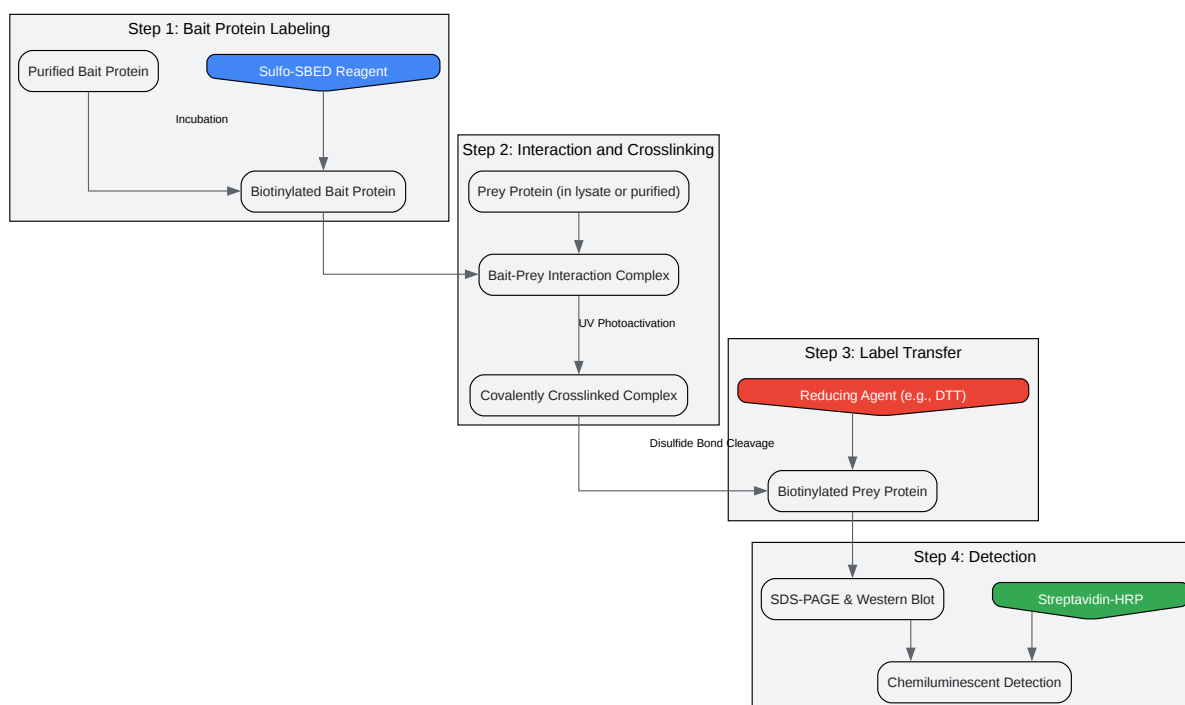 Step 1: Bait Protein Labeling
Purified Bait Protein
Sulfo-SBED Reagent
Incubation
Biotinylated Bait Protein
Step 2: Interaction and Crosslinking
Prey Protein (in lysate or purified)
Bait-Prey Interaction Complex
UV Photoactivation
Covalently Crosslinked Complex
Step 3: Label Transfer
Reducing Agent (e.g., DTT)
Disulfide Bond Cleavage
Biotinylated Prey Protein
Step 4: Detection
SDS-PAGE & Western Blot
Streptavidin-HRP
Chemiluminescent Detection